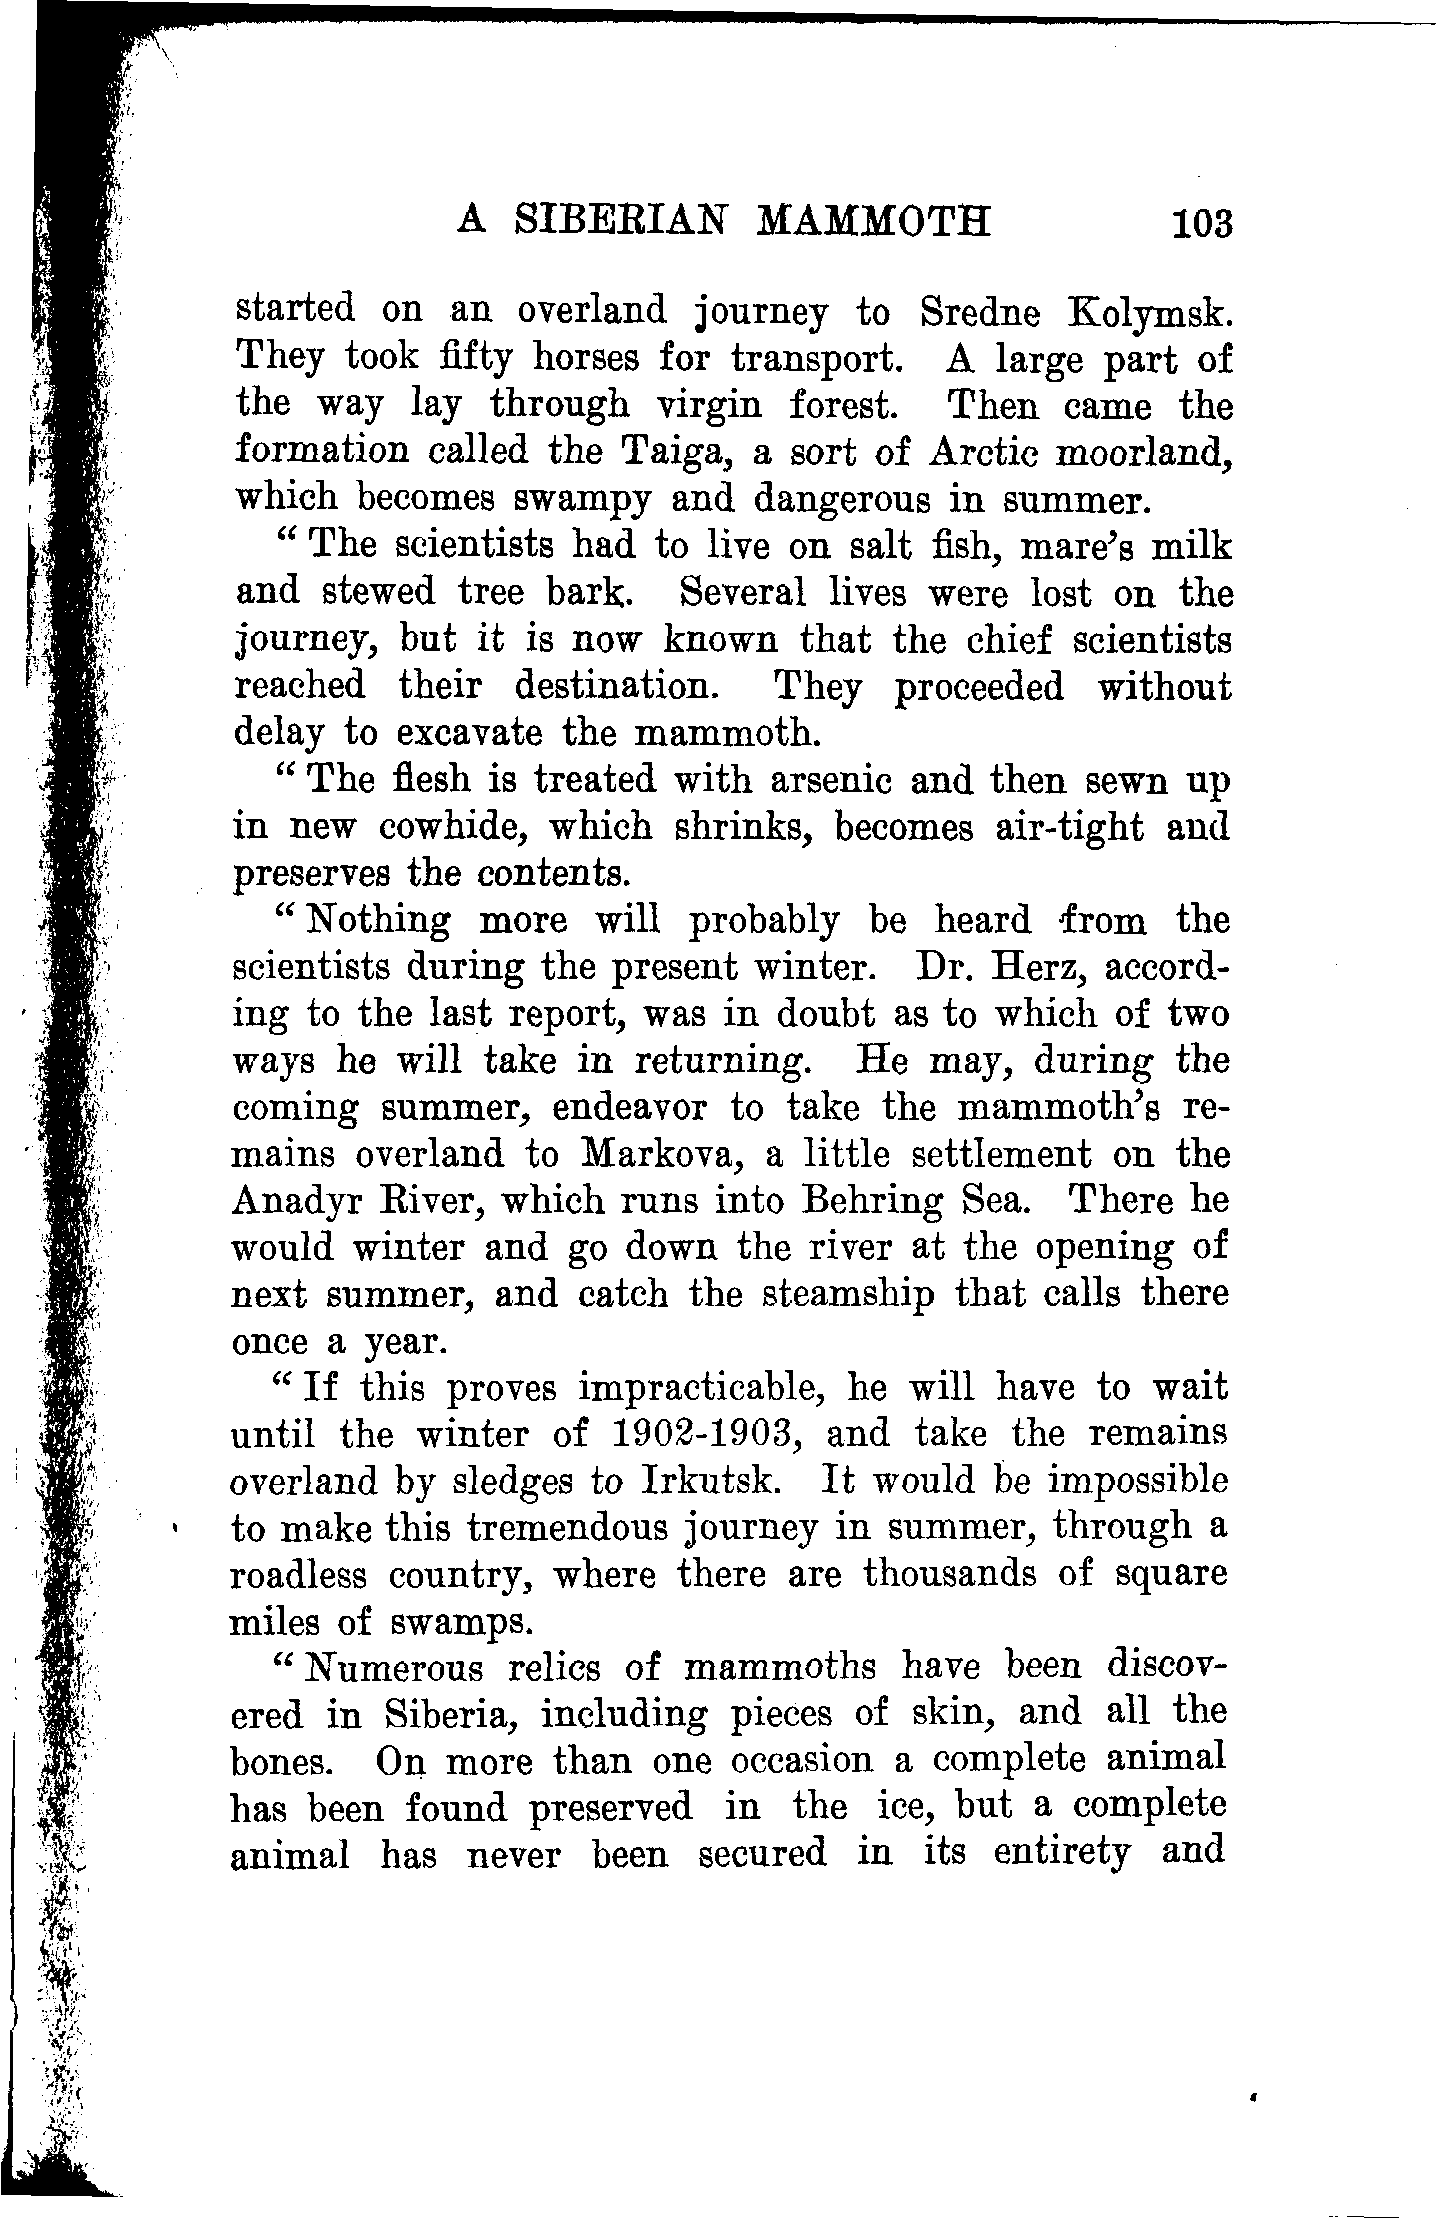 A SIBERIAN MAMMOTH 103
started on an overland journey to Sredne Kolymsk.
They took fifty horses for transport. A large part of
the way lay through virgin forest. Then came the
formation called the Taiga, a sort of Arctic moorland,
which becomes swampy and dangerous in summer.
“ The scientists had to live on salt fish, mare’s milk
and stewed tree bark. Several lives were lost on the
journey, but it is now known that the chief scientists
reached their destination. They proceeded without
delay to excavate the mammoth.
“ The flesh is treated with arsenic and then sewn up
in new cowhide, which shrinks, becomes air-tight and
preserves the contents.
“ Nothing more will probably be heard from the
scientists during the present winter. Dr. Herz, accord-
ing to the last report, was in doubt as to which of two
ways he will take in returning. He may, during the
coming summer, endeavor to take the mammoth’s re-
mains overland to Markova, a little settlement on the
Anadyr River, which runs into Behring Sea. There he
would winter and go down the river at the opening of
next summer, and catch the steamship that calls there
once a year.
“ If this proves impracticable, he will have to wait
until the winter of 1902-1903, and take the remains
overland by sledges to Irkutsk. It would be impossible
to make this tremendous journey in summer, through a
roadless country, where there are thousands of square
miles of swamps.
“ Numerous relics of mammoths have been discov-
ered in Siberia, including pieces of skin, and all the
bones. On more than one occasion a complete animal
has been found preserved in the ice, but a complete
animal has never been secured in its entirety and